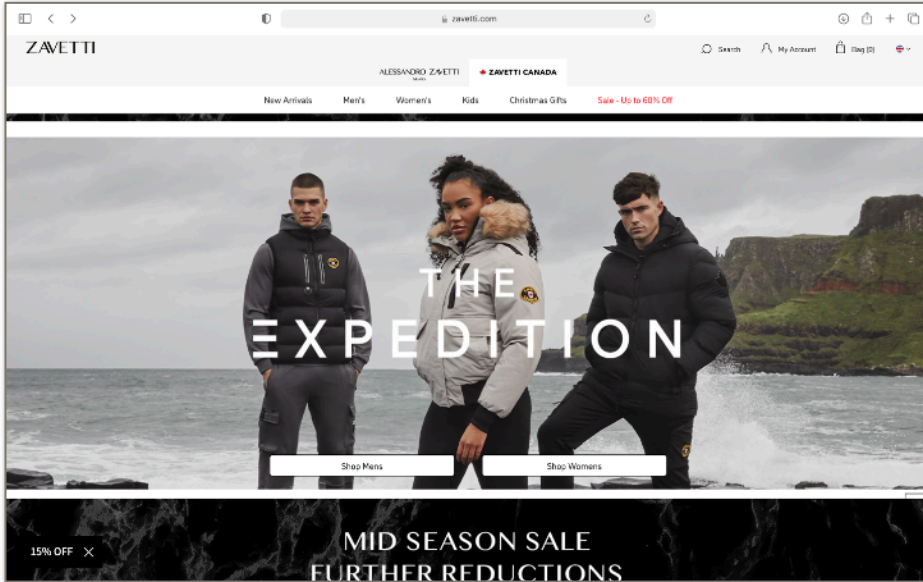 zavetti.com
ZAVETTI
Search
My Account
Bag (0)
ALESSANDRO ZAVETTI
MILANO
ZAVETTI CANADA
New Arrivals
Men's
Women's
Kids
Christmas Gifts
Sale - Up to 60% Off
THE
EXPEDITION
Shop Mens
Shop Womens
MID SEASON SALE
FURTHER REDUCTIONS
15% OFF